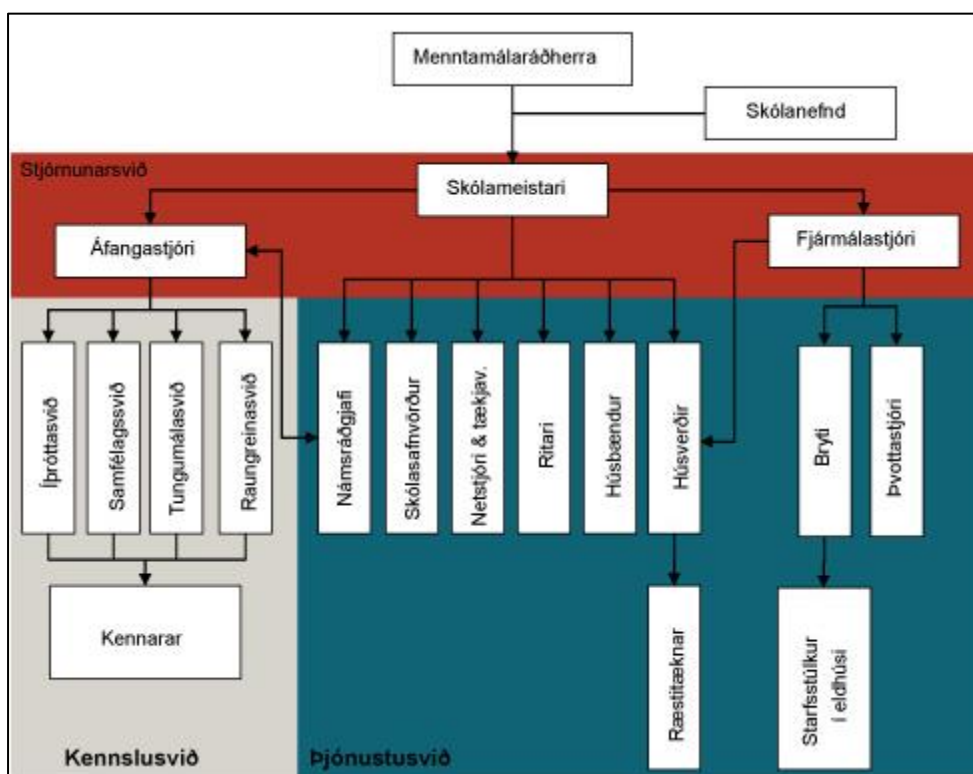 Menntamálaráðherra
Skólanefnd
Stjórnunarsvið
Skólameistari
Áfangastjóri
Fjármálastjóri
Íþróttasvið
Samfélagssvið
Tungumálasvið
Raungreinasvið
Námsráðgjafi
Skólasafnvörður
Netstjóri & tækjav.
Ritari
Húsbændur
Húsverðir
Bryti
Þvottastjóri
Kennarar
Ræstitæknar
Starfsstúlkur
í eldhúsi
Kennslusvið
Þjónustusvið